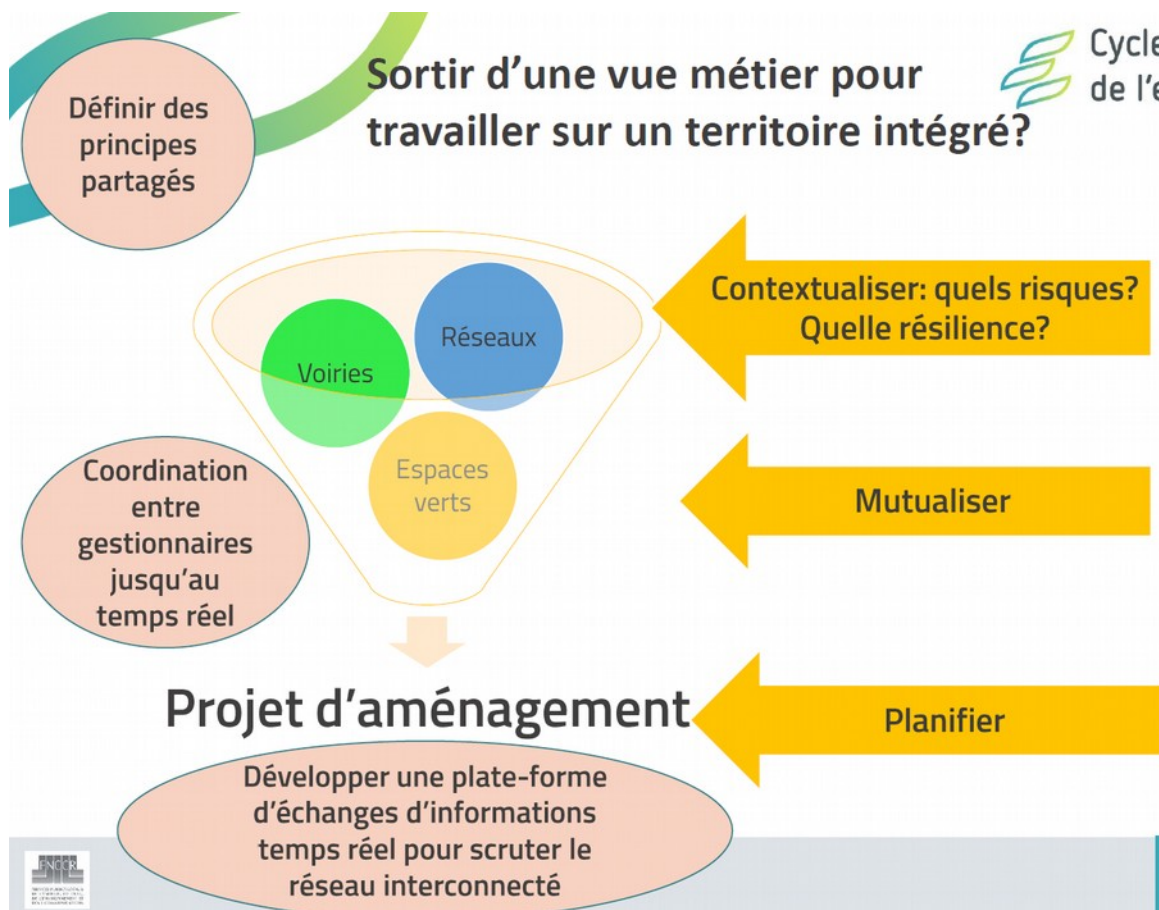 Sortir d’une vue métier pour
travailler sur un territoire intégré?
Cycle
de l’e
Définir des
principes
partagés
Contextualiser: quels risques?
Quelle résilience?
Réseaux
Voiries
Espaces
verts
Coordination
entre
gestionnaires
jusqu’au
temps réel
Mutualiser
Projet d’aménagement
Planifier
Développer une plate-forme
d’échanges d’informations
temps réel pour scruter le
réseau interconnecté
FNCCR